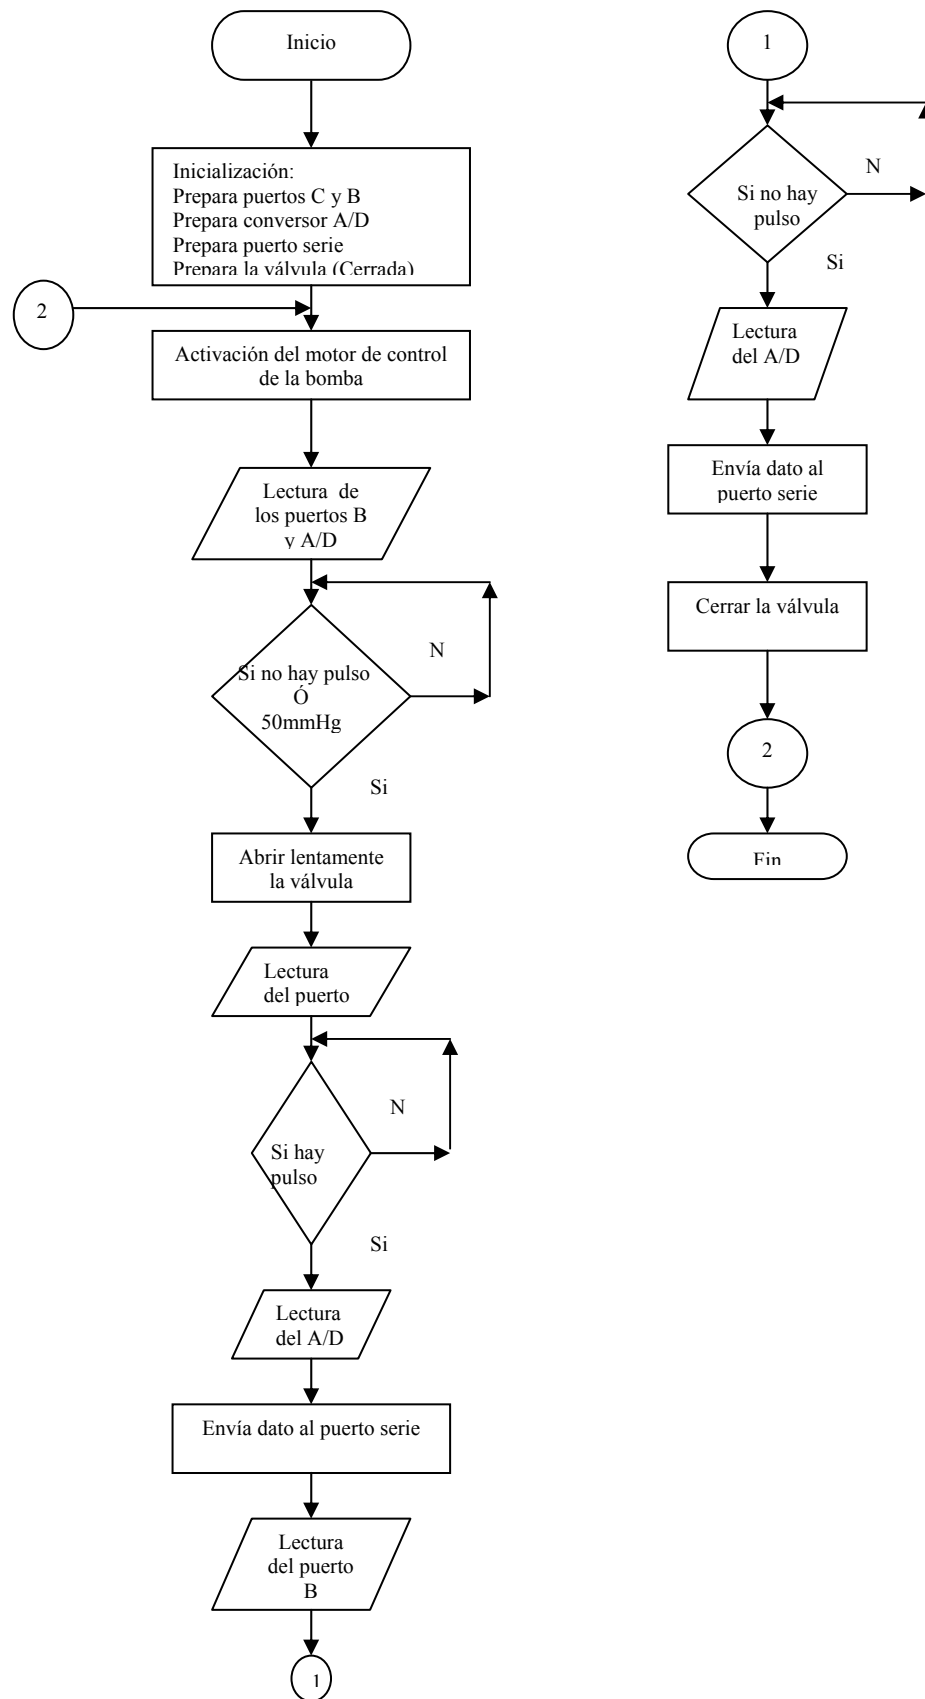 Inicio
Inicialización:
Prepara puertos C y B
Prepara conversor A/D
Prepara puerto serie
Prepara la válvula (Cerrada)
2
Activación del motor de control
de la bomba
Lectura de
los puertos B
y A/D
Si no hay pulso
Ó
50mmHg
N
Si
Abrir lentamente
la válvula
Lectura
del puerto
Si hay
pulso
N
Si
Lectura
del A/D
Envía dato al puerto serie
Lectura
del puerto
B
1
1
Si no hay
pulso
N
Si
Lectura
del A/D
Envía dato al
puerto serie
Cerrar la válvula
2
Fin